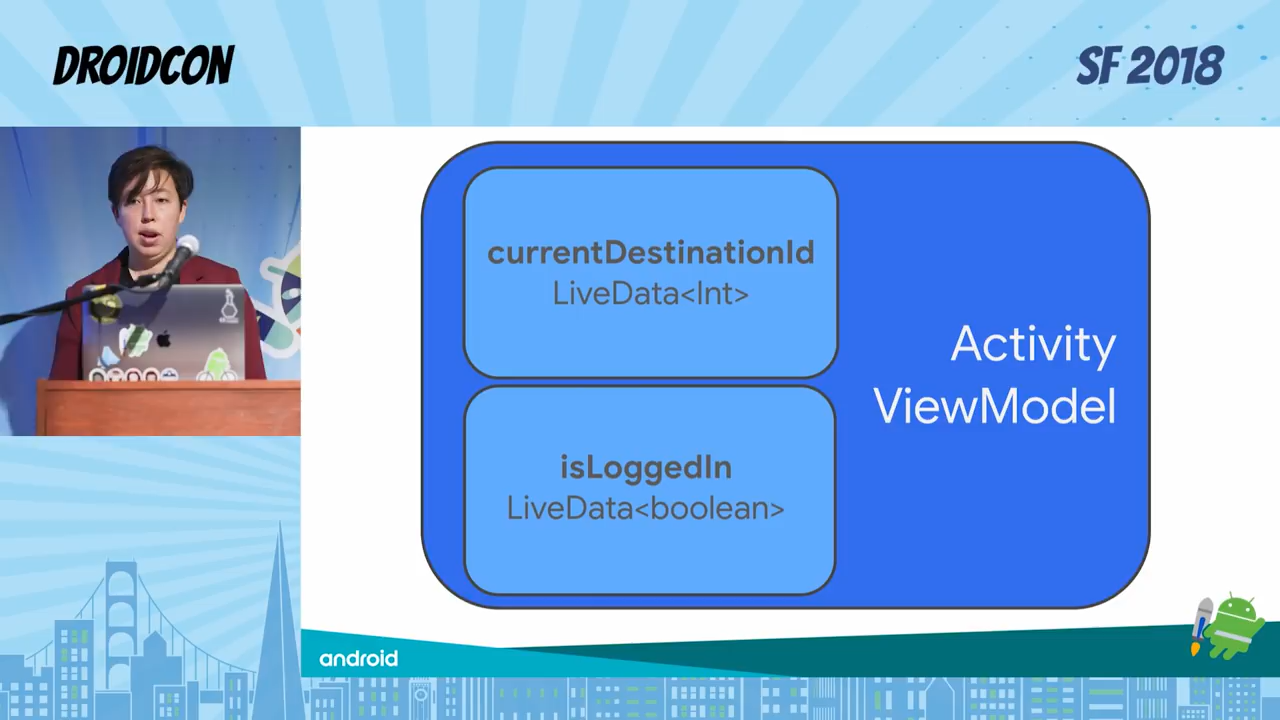 DROIDCON
SF 2018
currentDestinationId
LiveData<Int>
Activity
ViewModel
isLoggedIn
LiveData<boolean>
android